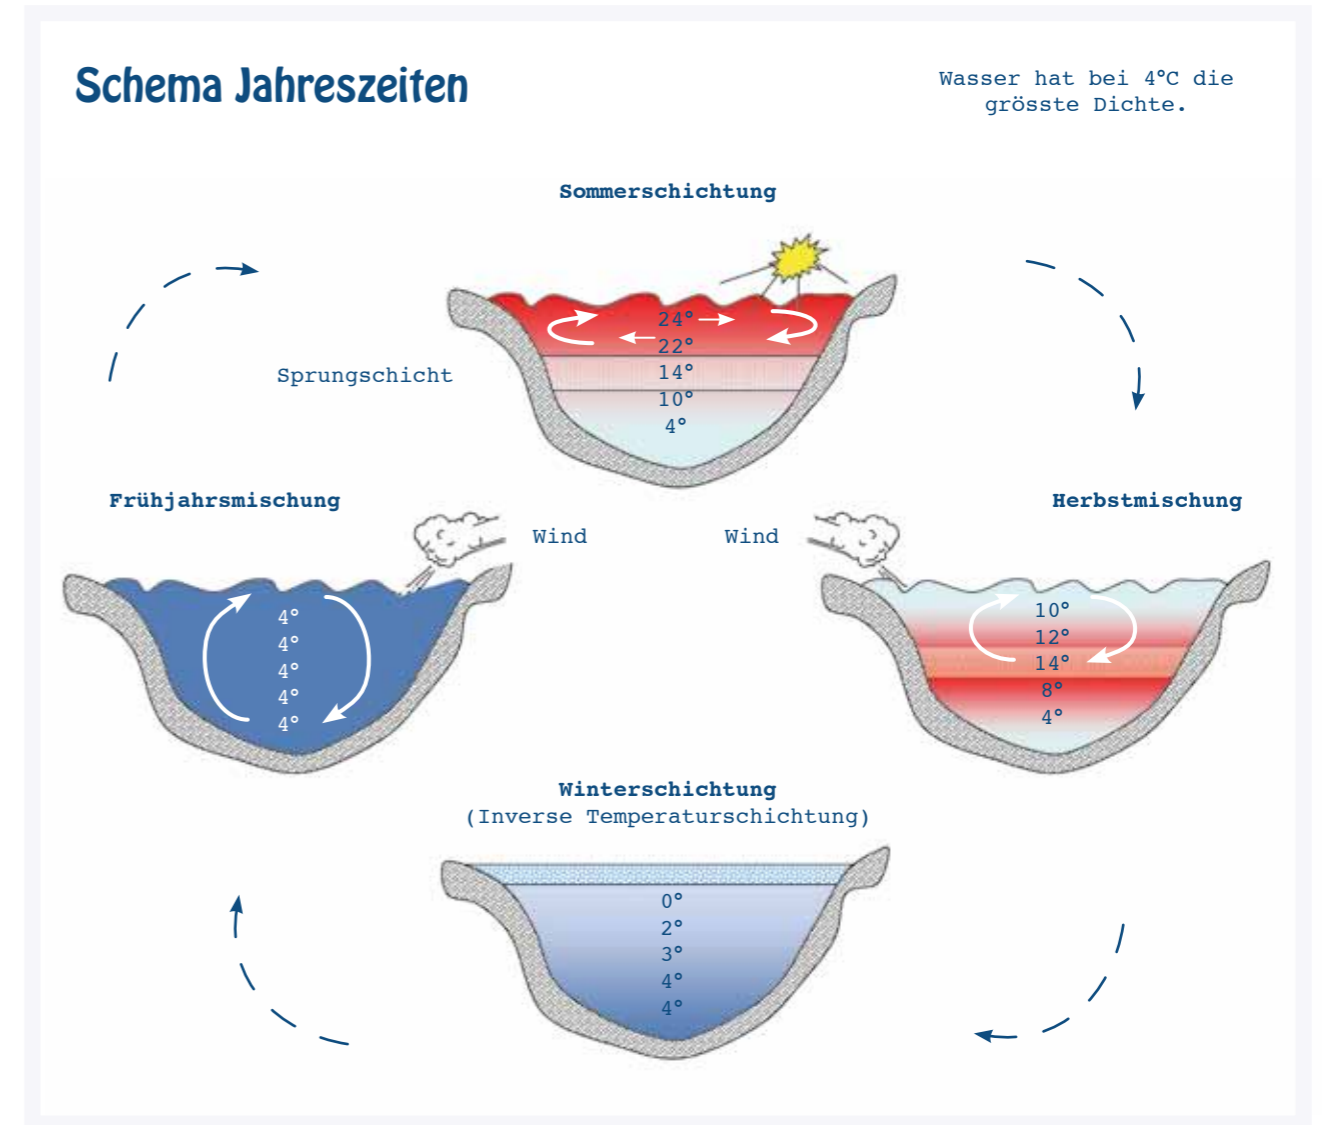 Schema Jahreszeiten
Wasser hat bei 4°C die
grösste Dichte.
Sommerschichtung
24°
22°
Sprungschicht
14°
10°
4°
Frühjahrsmischung
Wind
4°
4°
4°
4°
4°
Herbstmischung
Wind
10°
12°
14°
8°
4°
Winterschichtung
(Inverse Temperaturschichtung)
0°
2°
3°
4°
4°